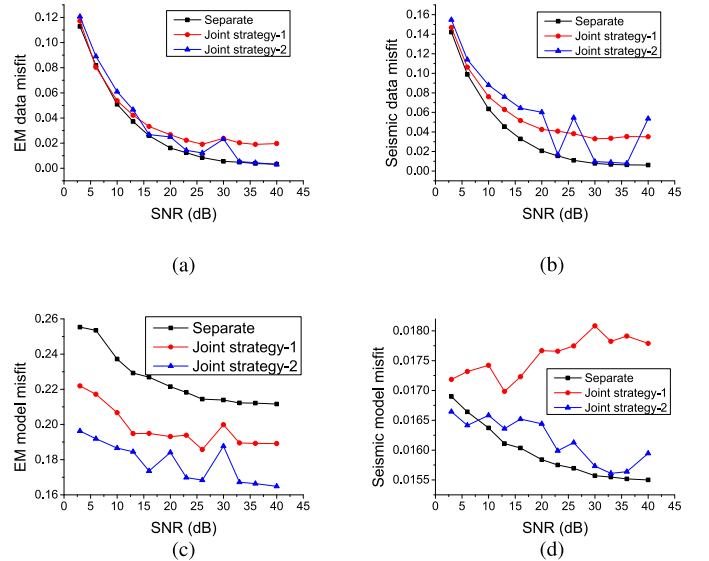 0.12
0.10
0.08
0.06
0.04
0.02
0.00
EM data misfit
0 5 10 15 20 25 30 35 40 45
SNR (dB)
Separate
Joint strategy-1
Joint strategy-2
(a)
0.16
0.14
0.12
0.10
0.08
0.06
0.04
0.02
0.00
Seismic data misfit
0 5 10 15 20 25 30 35 40 45
SNR (dB)
Separate
Joint strategy-1
Joint strategy-2
(b)
0.26
0.24
0.22
0.20
0.18
0.16
EM model misfit
0 5 10 15 20 25 30 35 40 45
SNR (dB)
Separate
Joint strategy-1
Joint strategy-2
(c)
0.0180
0.0175
0.0170
0.0165
0.0160
0.0155
Seismic model misfit
0 5 10 15 20 25 30 35 40 45
SNR (dB)
Separate
Joint strategy-1
Joint strategy-2
(d)